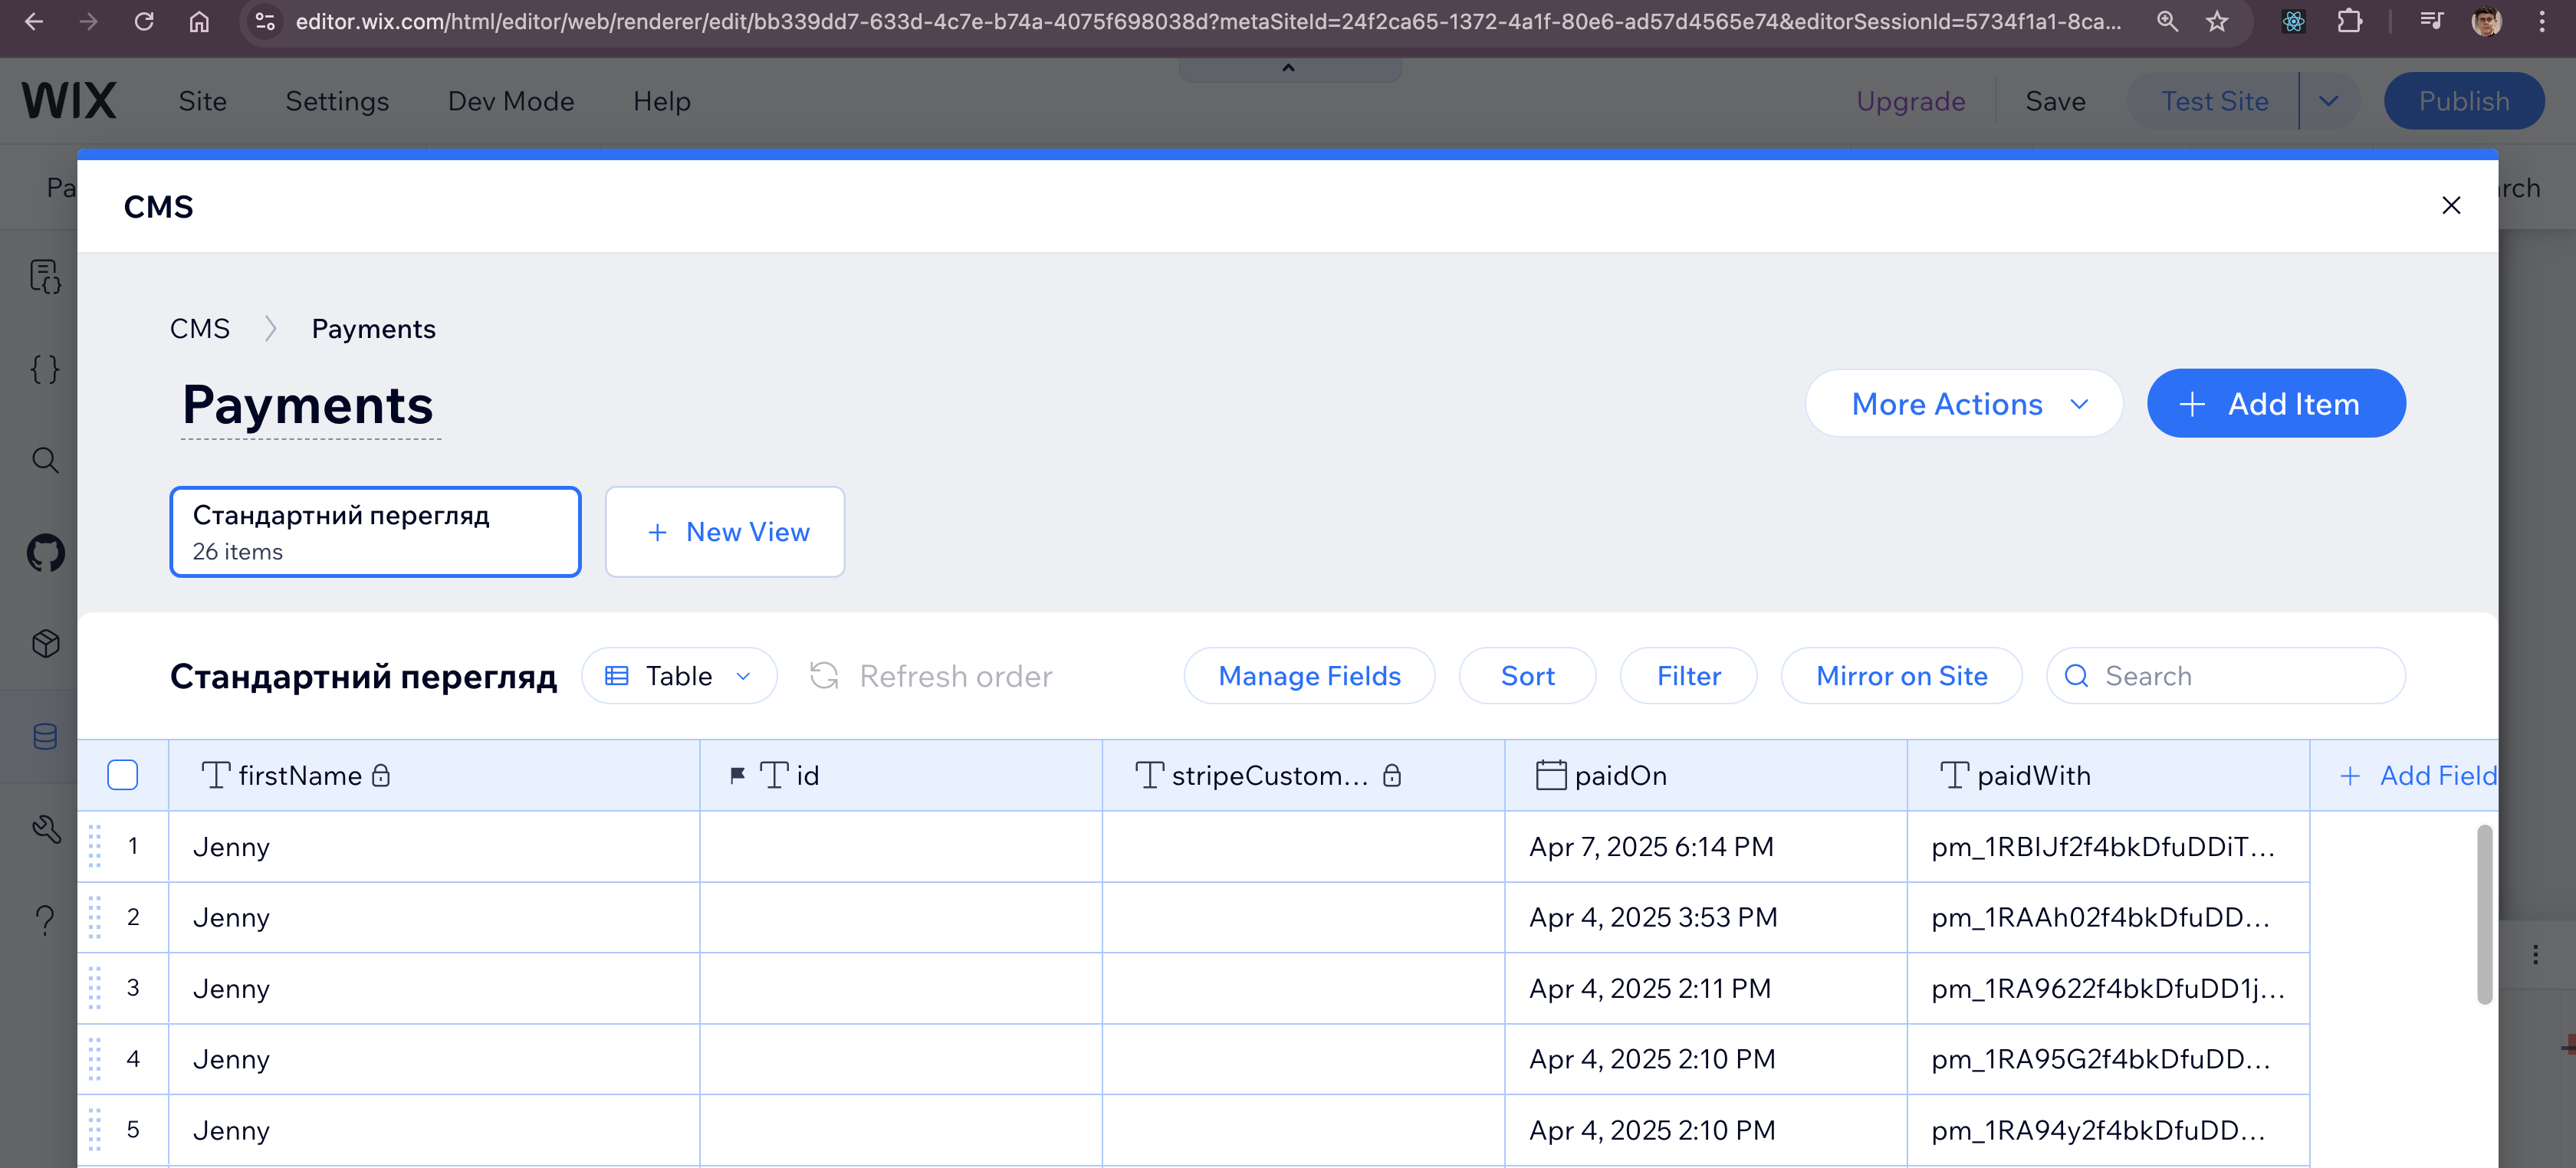 editor.wix.com/html/editor/web/renderer/edit/bb339dd7-633d-4c7e-b74a-4075f698038d?metaSiteId=24f2ca65-1372-4a1f-80e6-ad57d4565e74&editorSessionId=5734f1a1-8ca...
WIX Site Settings Dev Mode Help Upgrade Save Test Site Publish
Pa
rch
CMS
CMS Payments
Payments
More Actions + Add Item
Стандартний перегляд
26 items
+ New View
Стандартний перегляд Table Refresh order Manage Fields Sort Filter Mirror on Site Search
firstName id stripeCustom... paidOn paidWith + Add Field
1 Jenny Apr 7, 2025 6:14 PM pm_1RBIJf2f4bkDfuDDiT...
2 Jenny Apr 4, 2025 3:53 PM pm_1RAAh02f4bkDfuDD...
3 Jenny Apr 4, 2025 2:11 PM pm_1RA9622f4bkDfuDD1j...
4 Jenny Apr 4, 2025 2:10 PM pm_1RA95G2f4bkDfuDD...
5 Jenny Apr 4, 2025 2:10 PM pm_1RA94y2f4bkDfuDD...